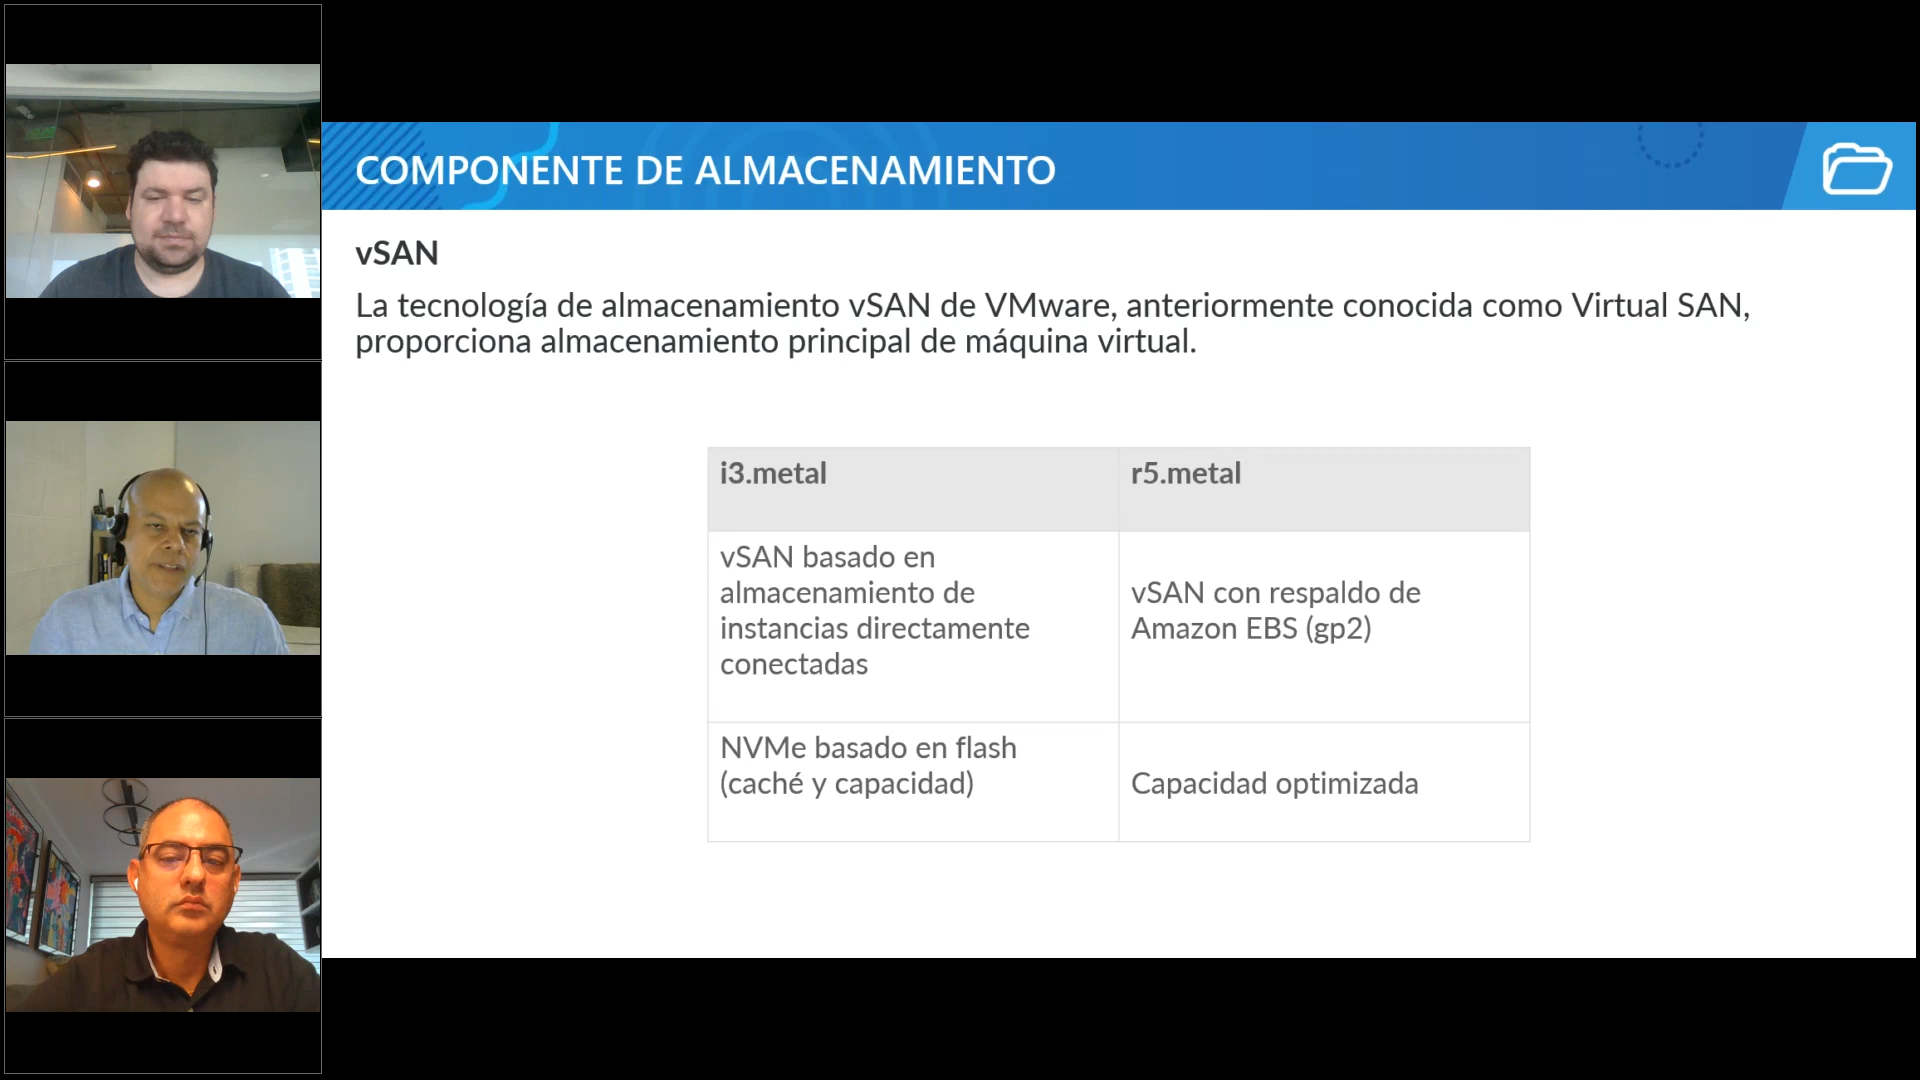 COMPONENTE DE ALMACENAMIENTO
vSAN
La tecnología de almacenamiento vSAN de VMware, anteriormente conocida como Virtual SAN,
proporciona almacenamiento principal de máquina virtual.
i3.metal
r5.metal
vSAN basado en
almacenamiento de
instancias directamente
conectadas
vSAN con respaldo de
Amazon EBS (gp2)
NVMe basado en flash
(caché y capacidad)
Capacidad optimizada